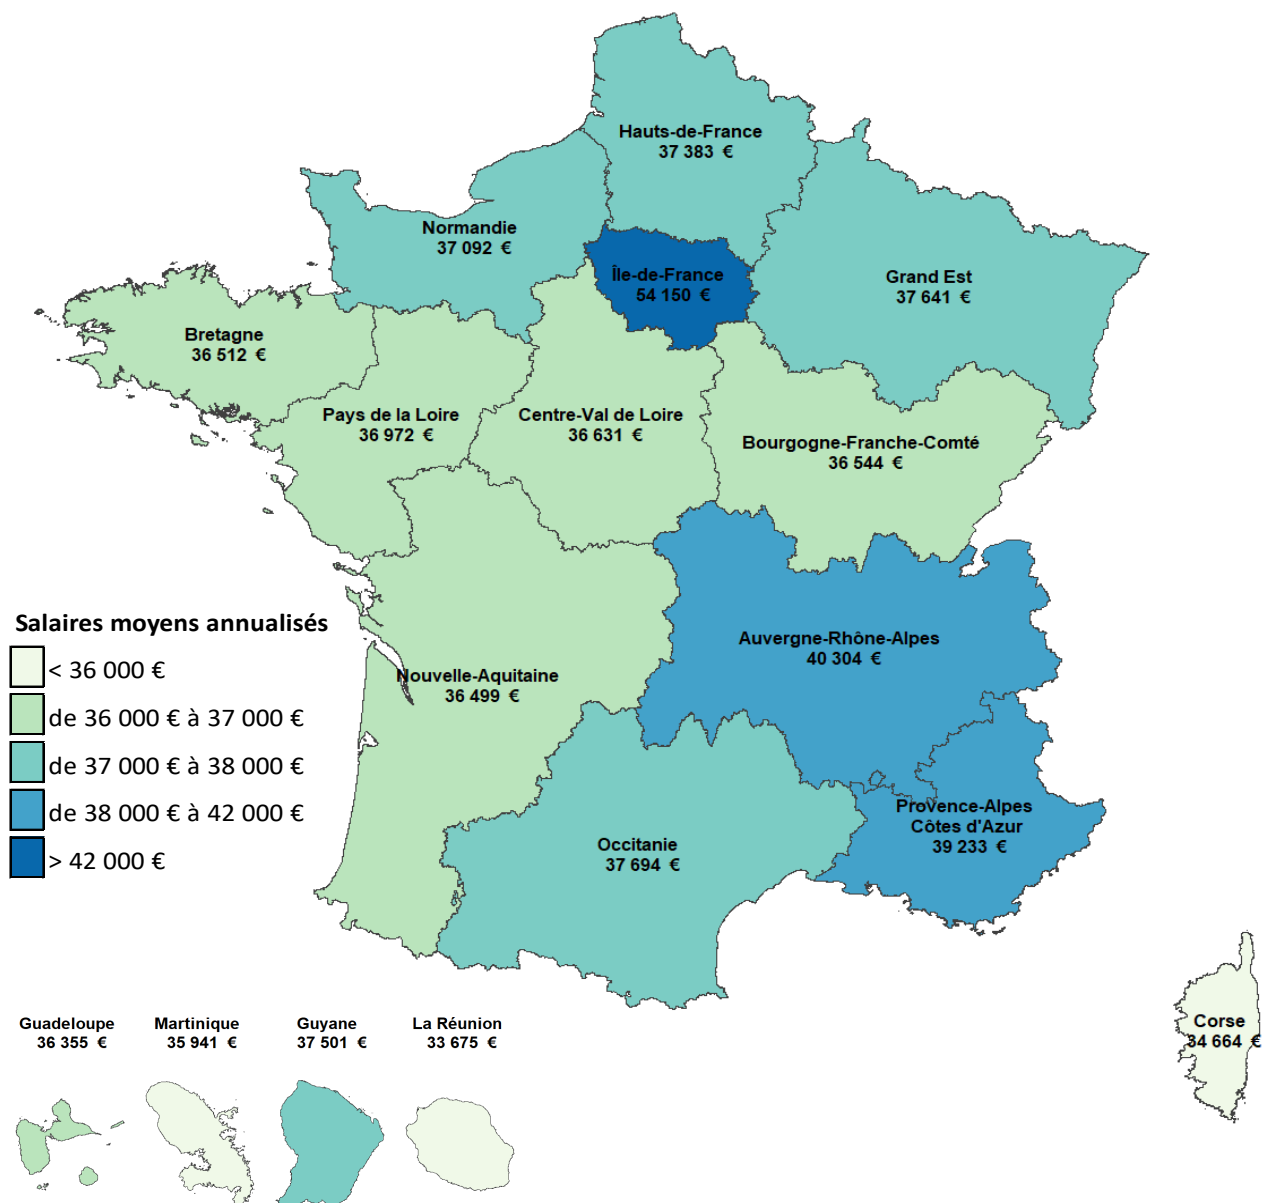 Hauts-de-France
37 383 €
Normandie
37 092 €
Île-de-France
54 150 €
Grand Est
37 641 €
Bretagne
36 512 €
Pays de la Loire
36 972 €
Centre-Val de Loire
36 631 €
Bourgogne-Franche-Comté
36 544 €
Auvergne-Rhône-Alpes
40 304 €
Nouvelle-Aquitaine
36 499 €
Provence-Alpes
Côtes d'Azur
39 233 €
Occitanie
37 694 €
Corse
34 664 €
Salaires moyens annualisés
< 36 000 €
de 36 000 € à 37 000 €
de 37 000 € à 38 000 €
de 38 000 € à 42 000 €
> 42 000 €
Guadeloupe
36 355 €
Martinique
35 941 €
Guyane
37 501 €
La Réunion
33 675 €